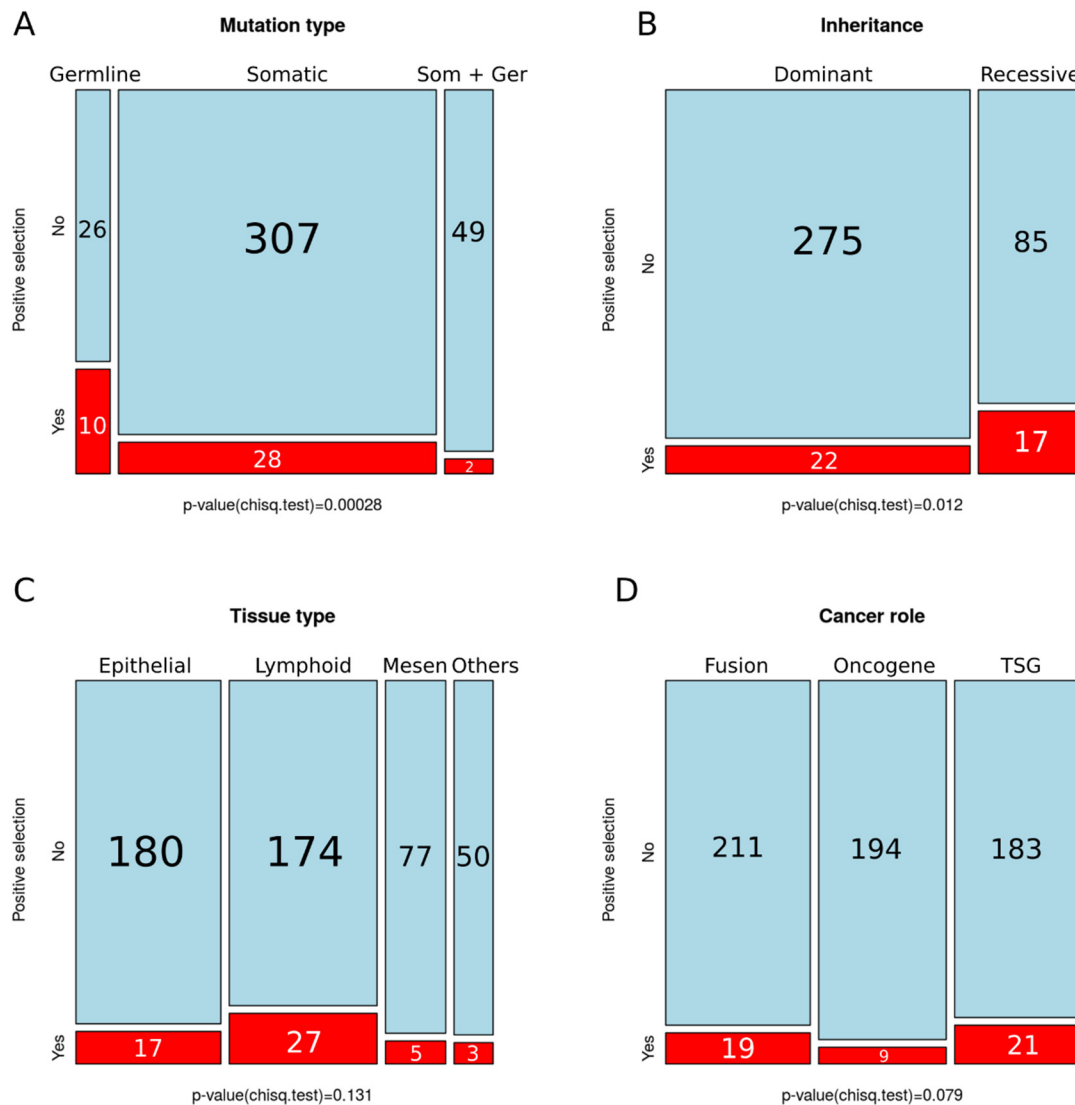 A
Mutation type
Germline Somatic Som + Ger
Positive selection
No
Yes
26 307 49
10 28 2
p-value(chisq.test)=0.00028
B
Inheritance
Dominant Recessive
Positive selection
No
Yes
275 85
22 17
p-value(chisq.test)=0.012
C
Tissue type
Epithelial Lymphoid Mesen Others
Positive selection
No
Yes
180 174 77 50
17 27 5 3
p-value(chisq.test)=0.131
D
Cancer role
Fusion Oncogene TSG
Positive selection
No
Yes
211 194 183
19 9 21
p-value(chisq.test)=0.079